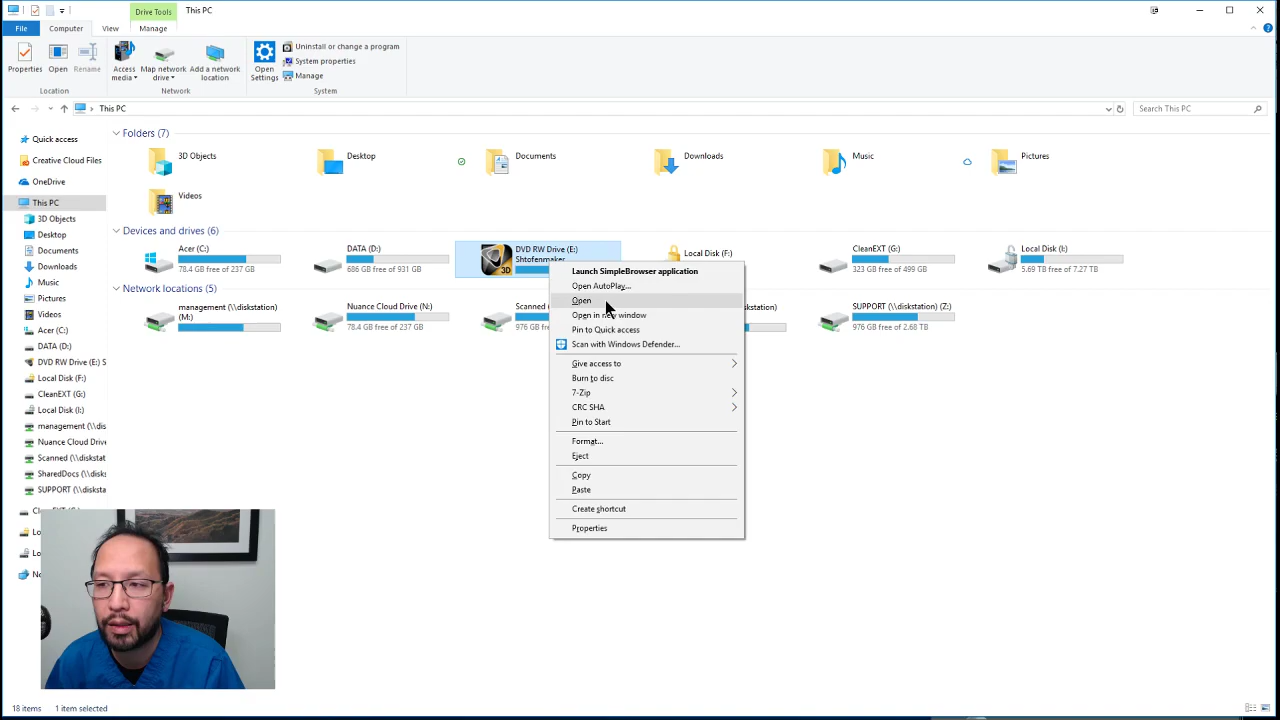 Drive Tools
This PC
File
Computer
View
Manage
Properties
Open
Rename
Access media
Map network drive
Add a network location
Open Settings
Uninstall or change a program
System properties
Manage
Location
Network
System
This PC
Search This PC
Quick access
Creative Cloud Files
OneDrive
This PC
3D Objects
Desktop
Documents
Downloads
Music
Pictures
Videos
Acer (C:)
DATA (D:)
DVD RW Drive (E:) S
Local Disk (F:)
CleanEXT (G:)
Local Disk (I:)
management (\\diskstati
Nuance Cloud Drive
Scanned (\\diskstat
SharedDocs (\\diskst
SUPPORT (\\diskstа
Folders (7)
3D Objects
Desktop
Documents
Downloads
Music
Pictures
Videos
Devices and drives (6)
Acer (C:)
78.4 GB free of 237 GB
DATA (D:)
686 GB free of 931 GB
DVD RW Drive (E:)
Shtofenmaker
3D
Local Disk (F:)
CleanEXT (G:)
323 GB free of 499 GB
Local Disk (I:)
5.69 TB free of 7.27 TB
Network locations (5)
management (\\diskstation)
(M:)
Nuance Cloud Drive (N:)
78.4 GB free of 237 GB
Scanned
976 GB free
SUPPORT (\\diskstation) (Z:)
976 GB free of 2.68 TB
Launch SimpleBrowser application
Open AutoPlay...
Open
Open in new window
Pin to Quick access
Scan with Windows Defender...
Give access to
Burn to disc
7-Zip
CRC SHA
Pin to Start
Format...
Eject
Copy
Paste
Create shortcut
Properties
18 items
1 item selected